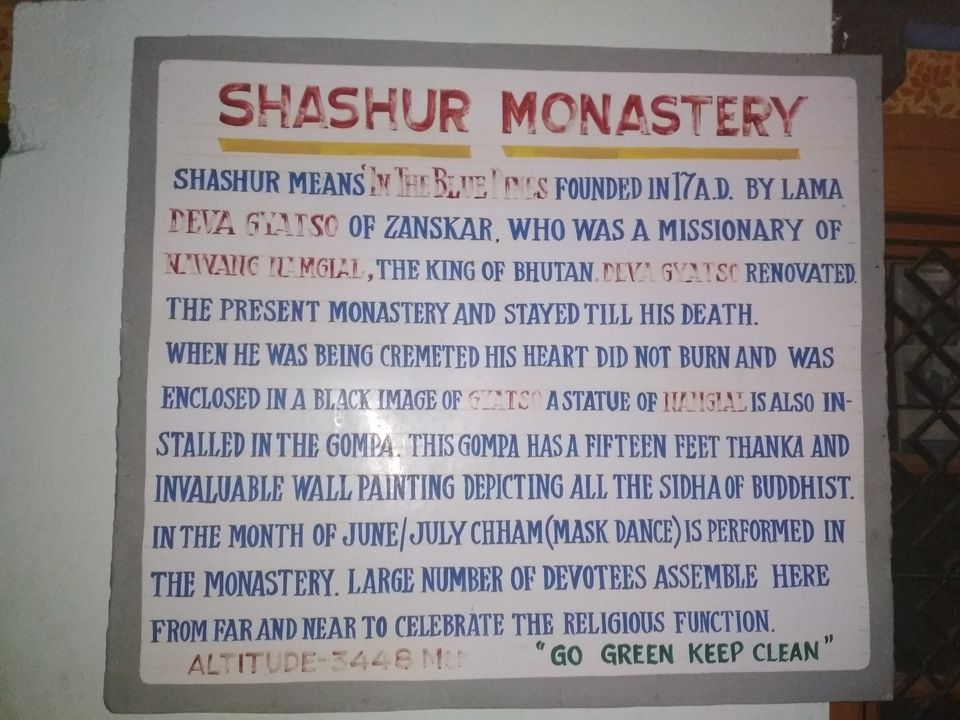 SHASHUR MONASTERY
SHASHUR MEANS 'IN THE BLUE PINES FOUNDED IN 17 A.D. BY LAMA
DEVA GYATSO OF ZANSKAR, WHO WAS A MISSIONARY OF
NAWANG NAMGIAL, THE KING OF BHUTAN. DEVA GYATSO RENOVATED.
THE PRESENT MONASTERY AND STAYED TILL HIS DEATH.
WHEN HE WAS BEING CREMETED HIS HEART DID NOT BURN AND WAS
ENCLOSED IN A BLACK IMAGE OF GYATSO A STATUE OF NAMGIAL IS ALSO IN-
STALLED IN THE GOMPA. THIS GOMPA HAS A FIFTEEN FEET THANKA AND
INVALUABLE WALL PAINTING DEPICTING ALL THE SIDHA OF BUDDHIST.
IN THE MONTH OF JUNE/JULY CHHAM (MASK DANCE) IS PERFORMED IN
THE MONASTERY. LARGE NUMBER OF DEVOTEES ASSEMBLE HERE
FROM FAR AND NEAR TO CELEBRATE THE RELIGIOUS FUNCTION.
ALTITUDE-3448
"GO GREEN KEEP CLEAN"